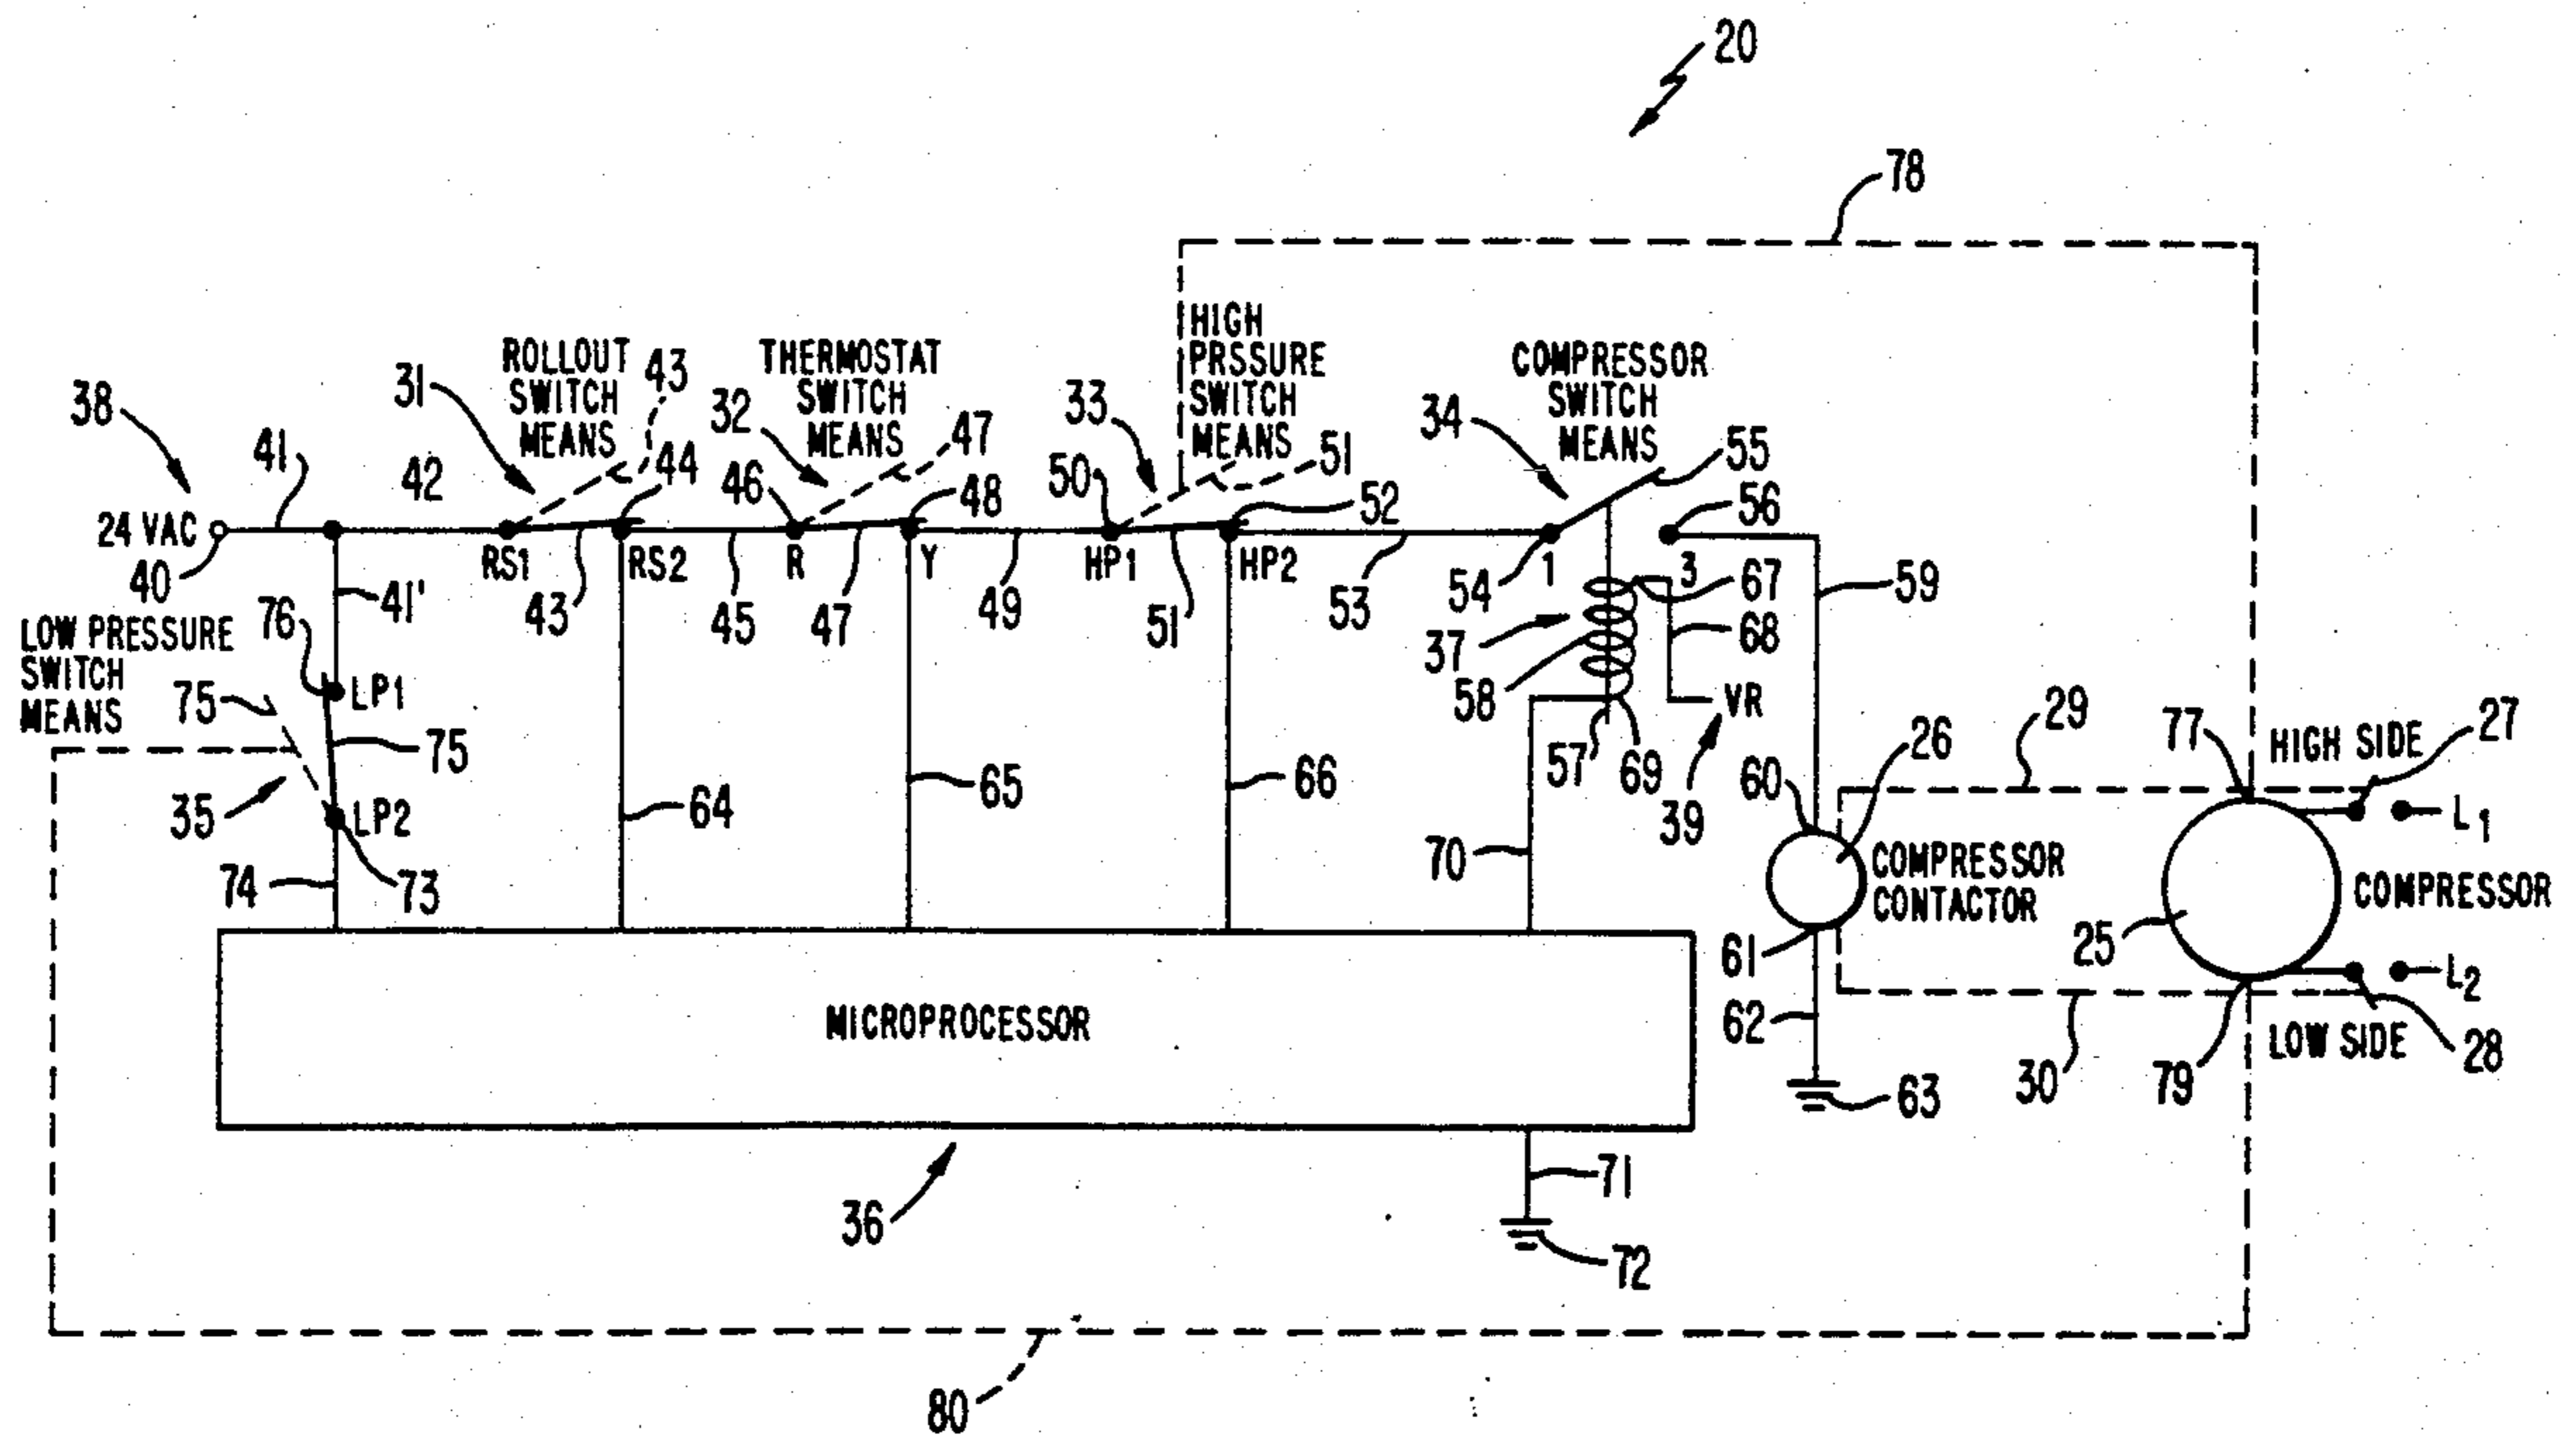 20
78
HIGH
PRSSURE
SWITCH
MEANS
ROLLOUT
SWITCH
MEANS
THERMOSTAT
SWITCH
MEANS
COMPRESSOR
SWITCH
MEANS
38
41
42
31
43
44
32
46
47
48
33
50
51
52
34
55
56
24 VAC
40
RS1
43
RS2
45
R
47
Y
49
HP1
51
HP2
53
54
1
3
67
59
41'
LOW PRESSURE
SWITCH
MEANS
76
LP1
75
75
35
LP2
74
73
64
65
66
37
58
68
VR
57
69
39
70
60
26
29
77
HIGH SIDE
27
L1
COMPRESSOR
CONTACTOR
25
COMPRESSOR
61
62
63
30
79
LOW SIDE
L2
28
MICROPROCESSOR
36
71
72
80